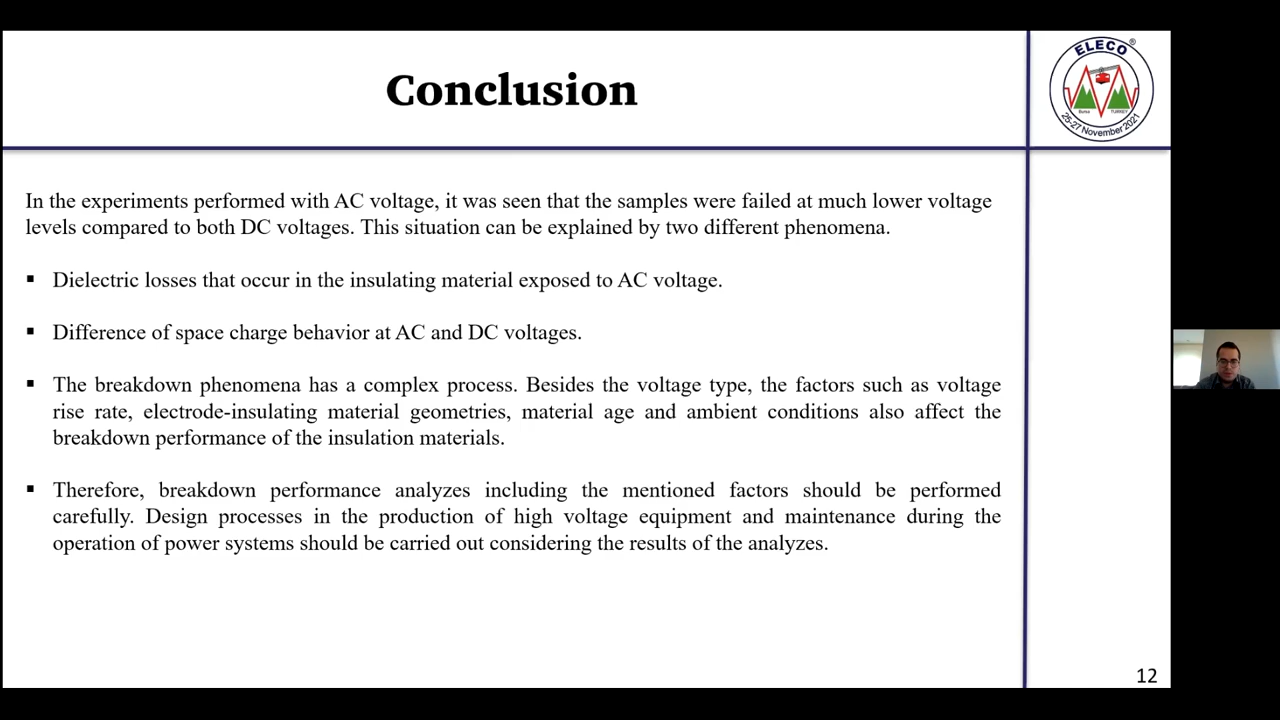 Conclusion
ELECO
®
Bursa
TURKEY
25-27 November 2021
In the experiments performed with AC voltage, it was seen that the samples were failed at much lower voltage
levels compared to both DC voltages. This situation can be explained by two different phenomena.
▪ Dielectric losses that occur in the insulating material exposed to AC voltage.
▪ Difference of space charge behavior at AC and DC voltages.
▪ The breakdown phenomena has a complex process. Besides the voltage type, the factors such as voltage
rise rate, electrode-insulating material geometries, material age and ambient conditions also affect the
breakdown performance of the insulation materials.
▪ Therefore, breakdown performance analyzes including the mentioned factors should be performed
carefully. Design processes in the production of high voltage equipment and maintenance during the
operation of power systems should be carried out considering the results of the analyzes.
12